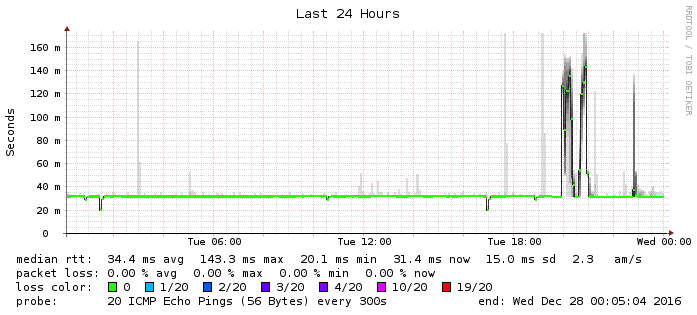 Last 24 Hours
RRDTOOL / TOBI OETIKER
Seconds
160 m
140 m
120 m
100 m
80 m
60 m
40 m
20 m
0
Tue 06:00 Tue 12:00 Tue 18:00 Wed 00:00
median rtt: 34.4 ms avg 143.3 ms max 20.1 ms min 31.4 ms now 15.0 ms sd 2.3 am/s
packet loss: 0.00 % avg 0.00 % max 0.00 % min 0.00 % now
loss color: 0 1/20 2/20 3/20 4/20 10/20 19/20
probe: 20 ICMP Echo Pings (56 Bytes) every 300s end: Wed Dec 28 00:05:04 2016